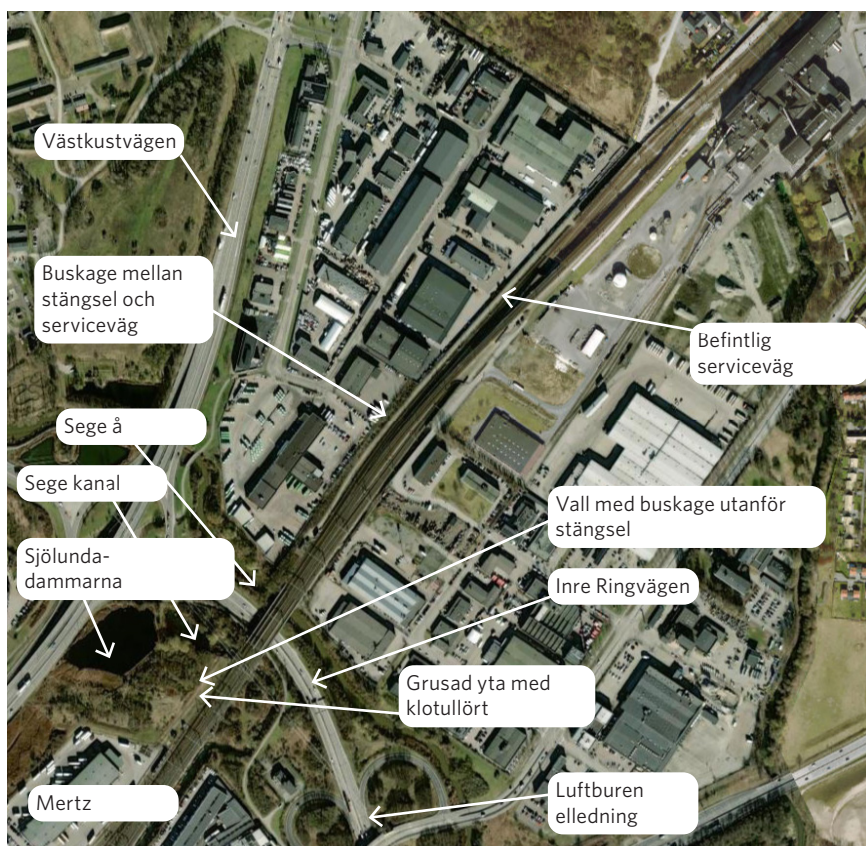 Västkustvägen
Buskage mellan
stängsel och
serviceväg
Befintlig
serviceväg
Sege å
Sege kanal
Vall med buskage utanför
stängsel
Sjölunda-
dammarna
Inre Ringvägen
Grusad yta med
klotullört
Mertz
Luftburen
elledning